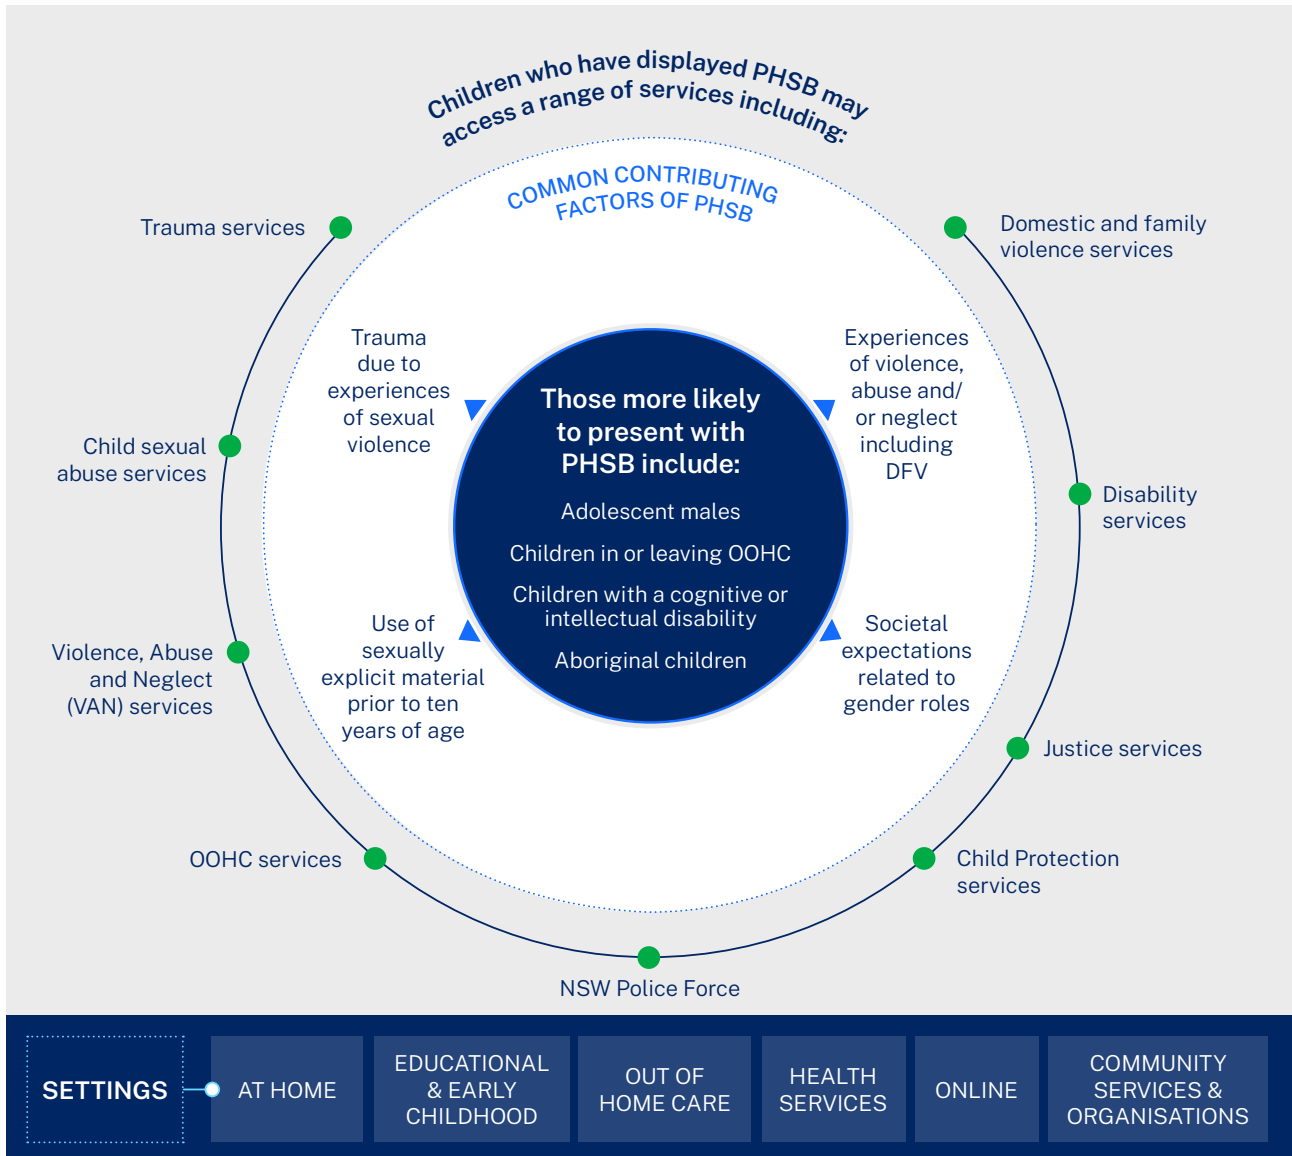 Children who have displayed PHSB may
access a range of services including:
COMMON CONTRIBUTING
FACTORS OF PHSB
Trauma services
Domestic and family
violence services
Trauma
due to
experiences
of sexual
violence
Experiences
of violence,
abuse and/
or neglect
including
DFV
Those more likely
to present with
PHSB include:
Adolescent males
Children in or leaving OOHC
Children with a cognitive or
intellectual disability
Aboriginal children
Child sexual
abuse services
Disability
services
Use of
sexually
explicit material
prior to ten
years of age
Societal
expectations
related to
gender roles
Violence, Abuse
and Neglect
(VAN) services
Justice services
OOHC services
Child Protection
services
NSW Police Force
SETTINGS
AT HOME
EDUCATIONAL
& EARLY
CHILDHOOD
OUT OF
HOME CARE
HEALTH
SERVICES
ONLINE
COMMUNITY
SERVICES &
ORGANISATIONS